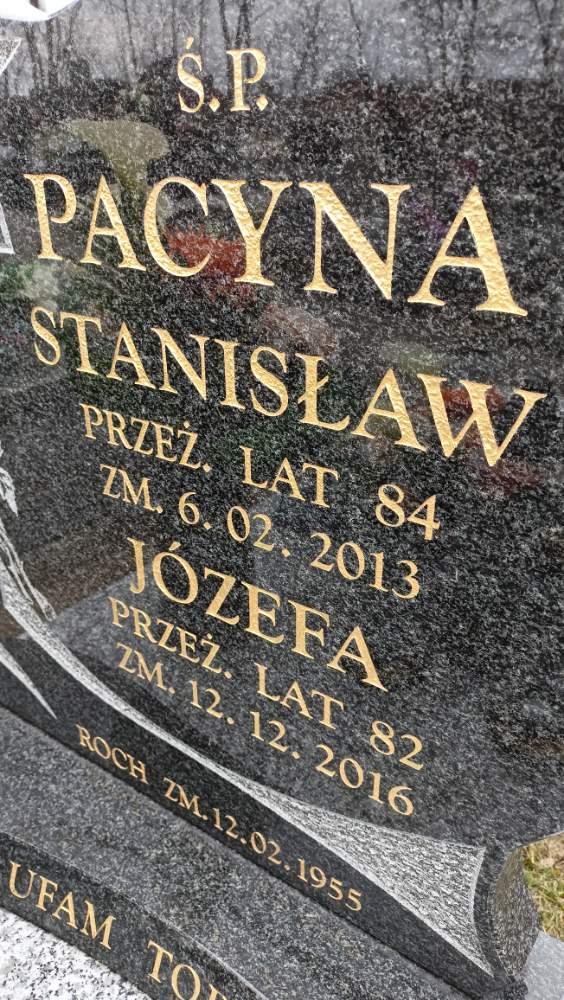 Ś.P.
PACYNA
STANISŁAW
PRZEŻ. LAT 84
ZM. 6. 02. 2013
JÓZEFA
PRZEŻ. LAT 82
ZM. 12. 12. 2016
ROCH ZM. 12. 02. 1955
UFAM